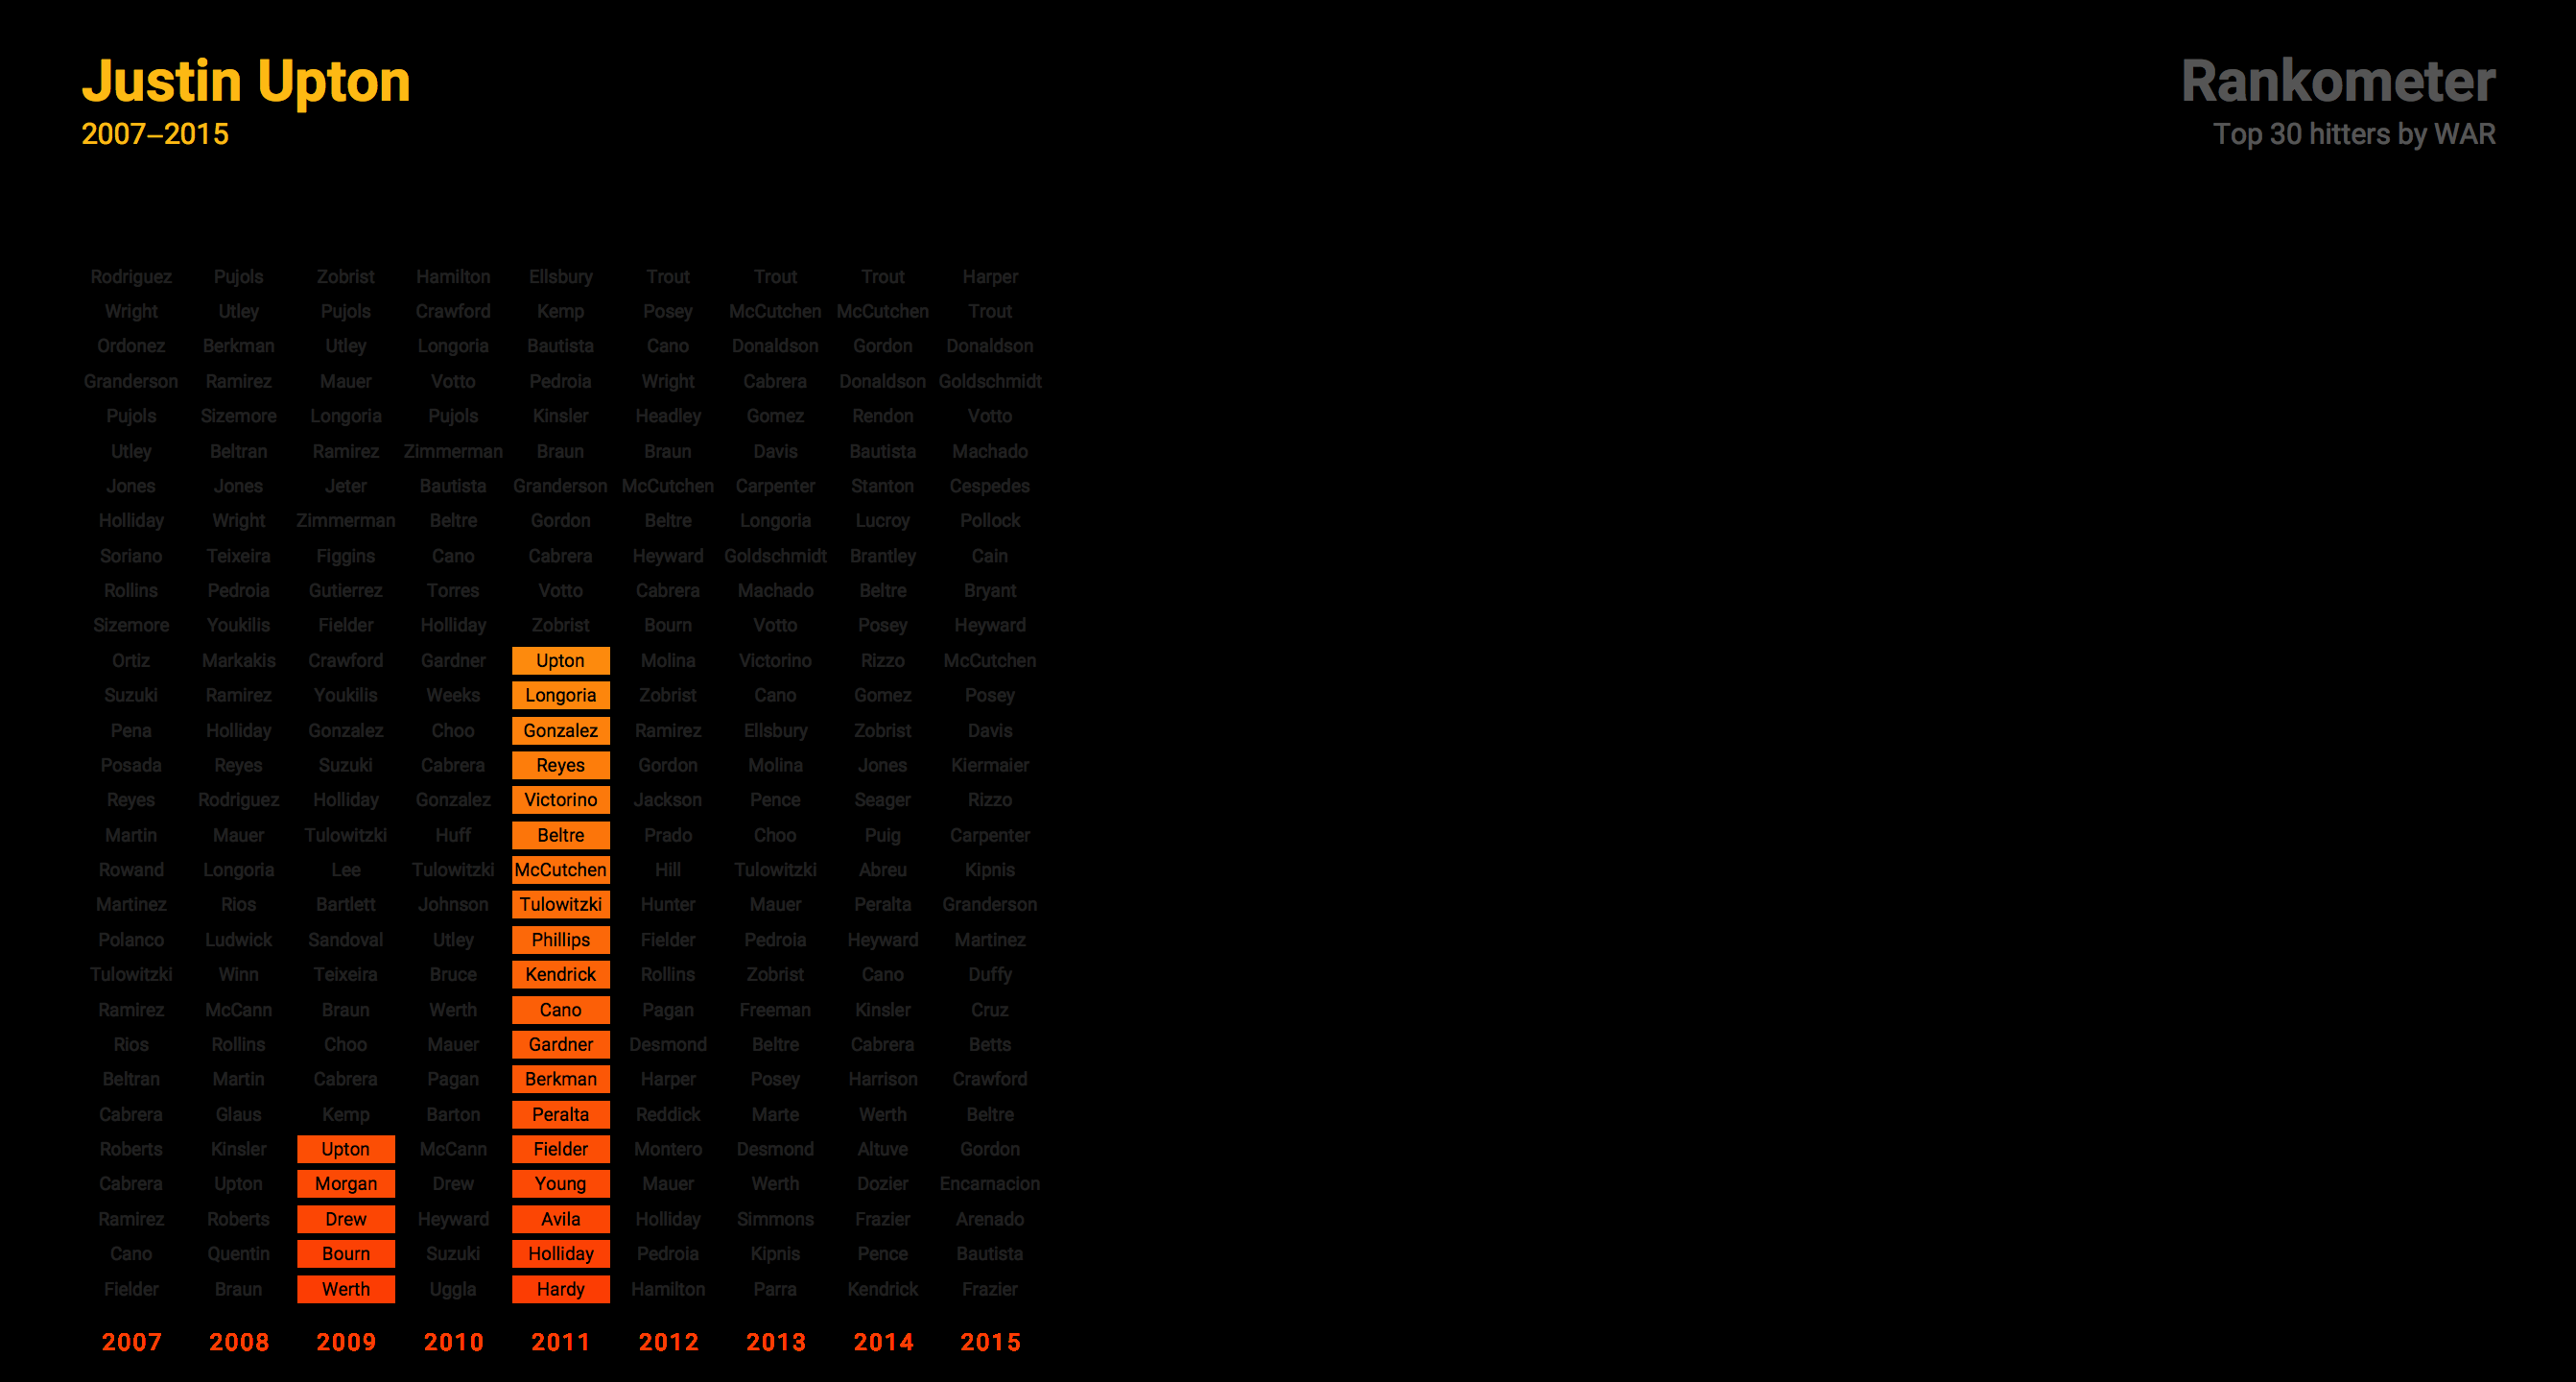 Justin Upton
2007–2015
Rankometer
Top 30 hitters by WAR
Rodriguez Pujols Zobrist Hamilton Ellsbury Trout Trout Trout Harper
Wright Utley Pujols Crawford Kemp Posey McCutchen McCutchen Trout
Ordonez Berkman Utley Longoria Bautista Cano Donaldson Gordon Donaldson
Granderson Ramirez Mauer Votto Pedroia Wright Cabrera Donaldson Goldschmidt
Pujols Sizemore Longoria Pujols Kinsler Headley Gomez Rendon Votto
Utley Beltran Ramirez Zimmerman Braun Braun Davis Bautista Machado
Jones Jones Jeter Bautista Granderson McCutchen Carpenter Stanton Cespedes
Holliday Wright Zimmerman Beltre Gordon Beltre Longoria Lucroy Pollock
Soriano Teixeira Figgins Cano Cabrera Heyward Goldschmidt Brantley Cain
Rollins Pedroia Gutierrez Torres Votto Cabrera Machado Beltre Bryant
Sizemore Youkilis Fielder Holliday Zobrist Bourn Votto Posey Heyward
Ortiz Markakis Crawford Gardner Upton Molina Victorino Rizzo McCutchen
Suzuki Ramirez Youkilis Weeks Longoria Zobrist Cano Gomez Posey
Pena Holliday Gonzalez Choo Gonzalez Ramirez Ellsbury Zobrist Davis
Posada Reyes Suzuki Cabrera Reyes Gordon Molina Jones Kiermaier
Reyes Rodriguez Holliday Gonzalez Victorino Jackson Pence Seager Rizzo
Martin Mauer Tulowitzki Huff Beltre Prado Choo Puig Carpenter
Rowand Longoria Lee Tulowitzki McCutchen Hill Tulowitzki Abreu Kipnis
Martinez Rios Bartlett Johnson Tulowitzki Hunter Mauer Peralta Granderson
Polanco Ludwick Sandoval Utley Phillips Fielder Pedroia Heyward Martinez
Tulowitzki Winn Teixeira Bruce Kendrick Rollins Zobrist Cano Duffy
Ramirez McCann Braun Werth Cano Pagan Freeman Kinsler Cruz
Rios Rollins Choo Mauer Gardner Desmond Beltre Cabrera Betts
Beltran Martin Cabrera Pagan Berkman Harper Posey Harrison Crawford
Cabrera Glaus Kemp Barton Peralta Reddick Marte Werth Beltre
Roberts Kinsler Upton McCann Fielder Montero Desmond Altuve Gordon
Cabrera Upton Morgan Drew Young Mauer Werth Dozier Encarnacion
Ramirez Roberts Drew Heyward Avila Holliday Simmons Frazier Arenado
Cano Quentin Bourn Suzuki Holliday Pedroia Kipnis Pence Bautista
Fielder Braun Werth Uggla Hardy Hamilton Parra Kendrick Frazier
2007 2008 2009 2010 2011 2012 2013 2014 2015